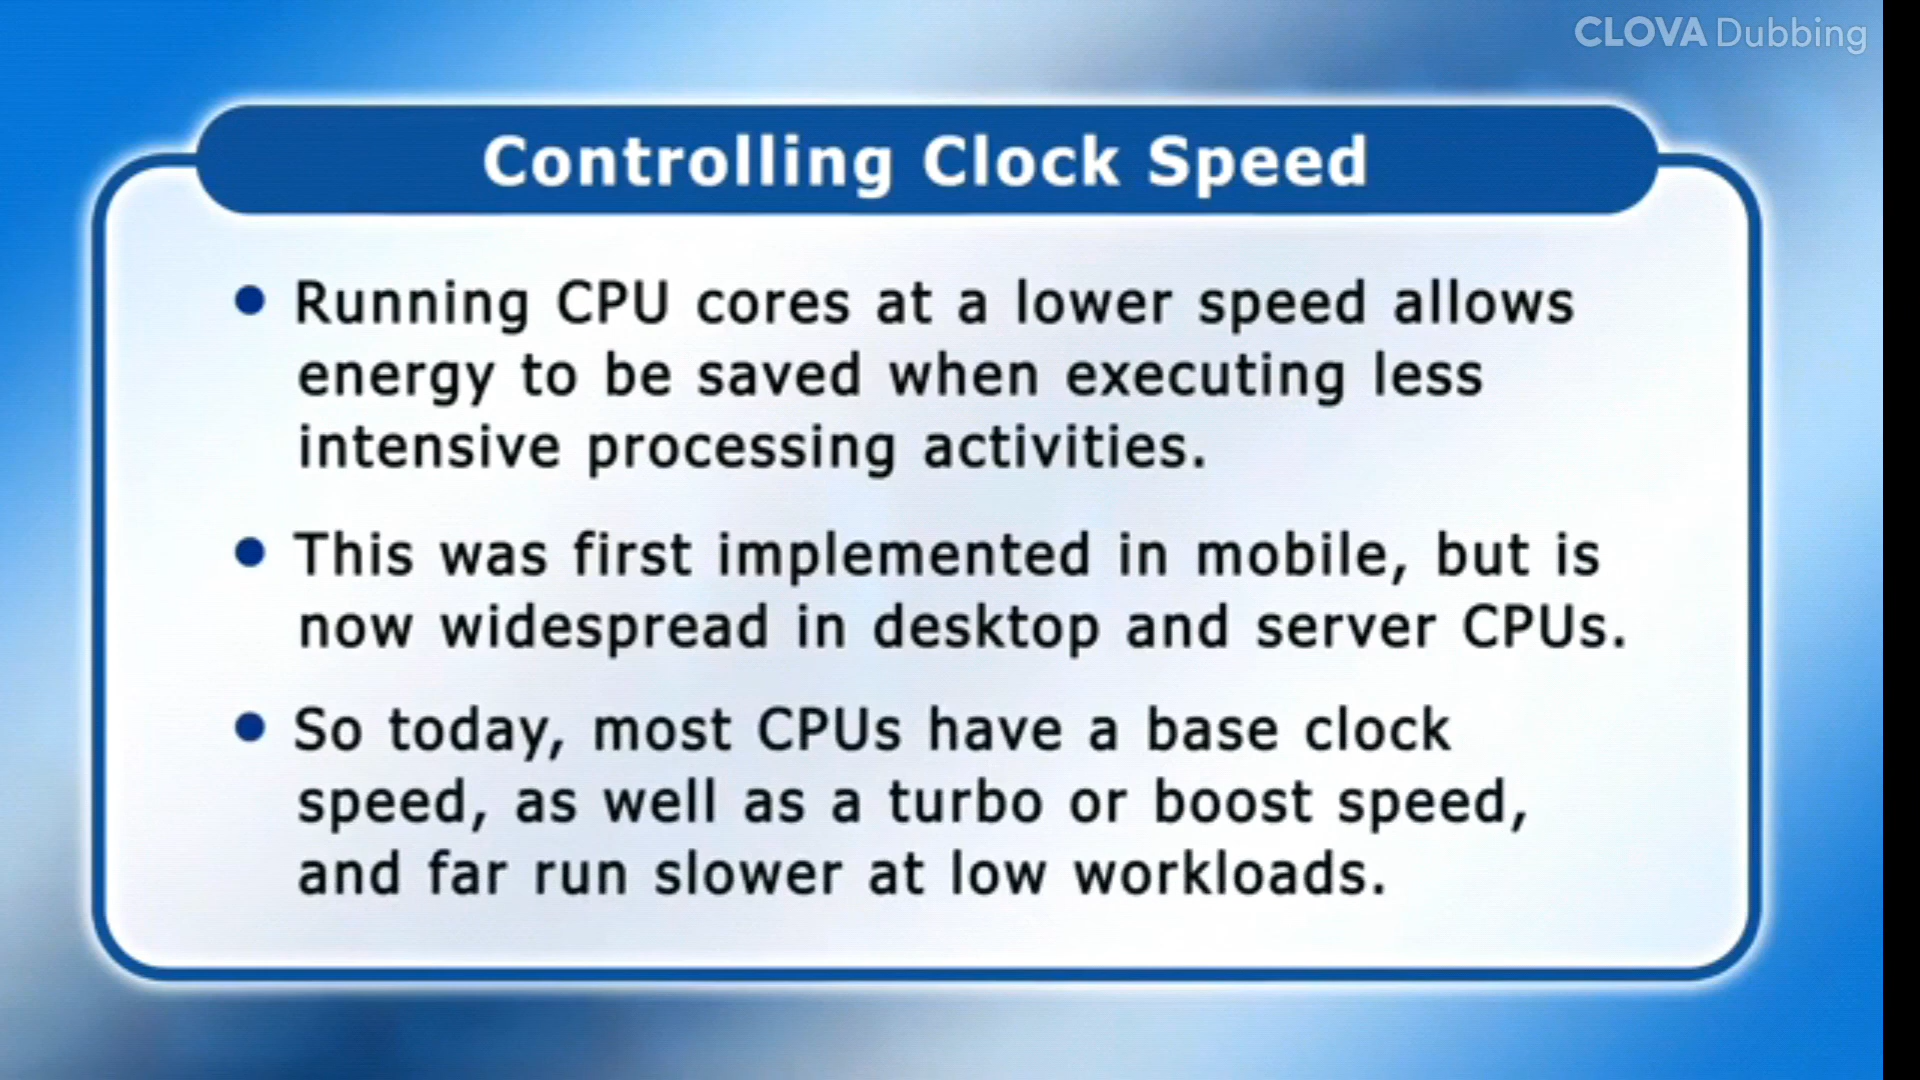 CLOVA Dubbing
Controlling Clock Speed
• Running CPU cores at a lower speed allows
energy to be saved when executing less
intensive processing activities.
• This was first implemented in mobile, but is
now widespread in desktop and server CPUs.
• So today, most CPUs have a base clock
speed, as well as a turbo or boost speed,
and far run slower at low workloads.